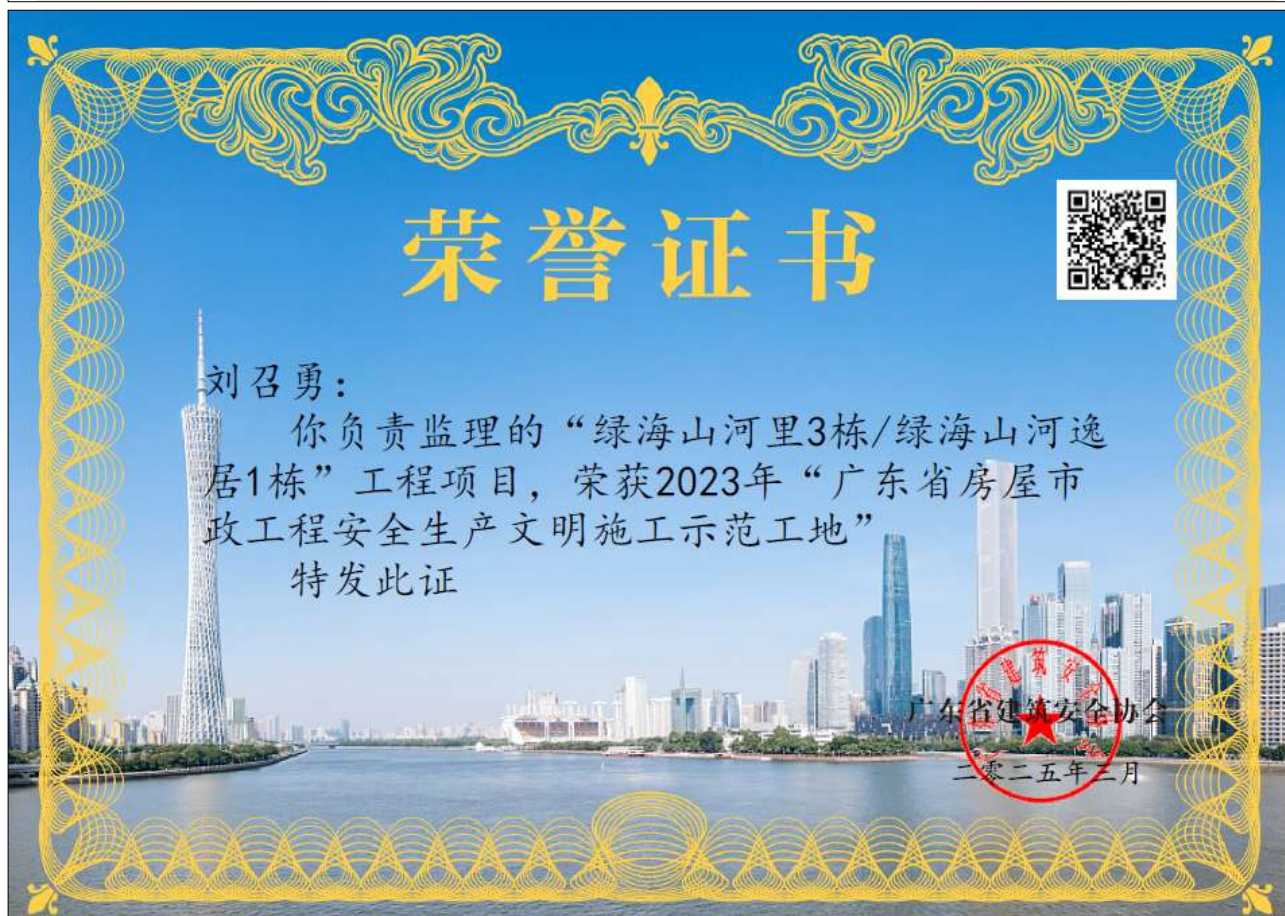 荣誉证书
刘召勇：
你负责监理的“绿海山河里3栋/绿海山河逸
居1栋”工程项目，荣获2023年“广东省房屋市
政工程安全生产文明施工示范工地”
特发此证
广东省建筑安全协会
二零二五年三月